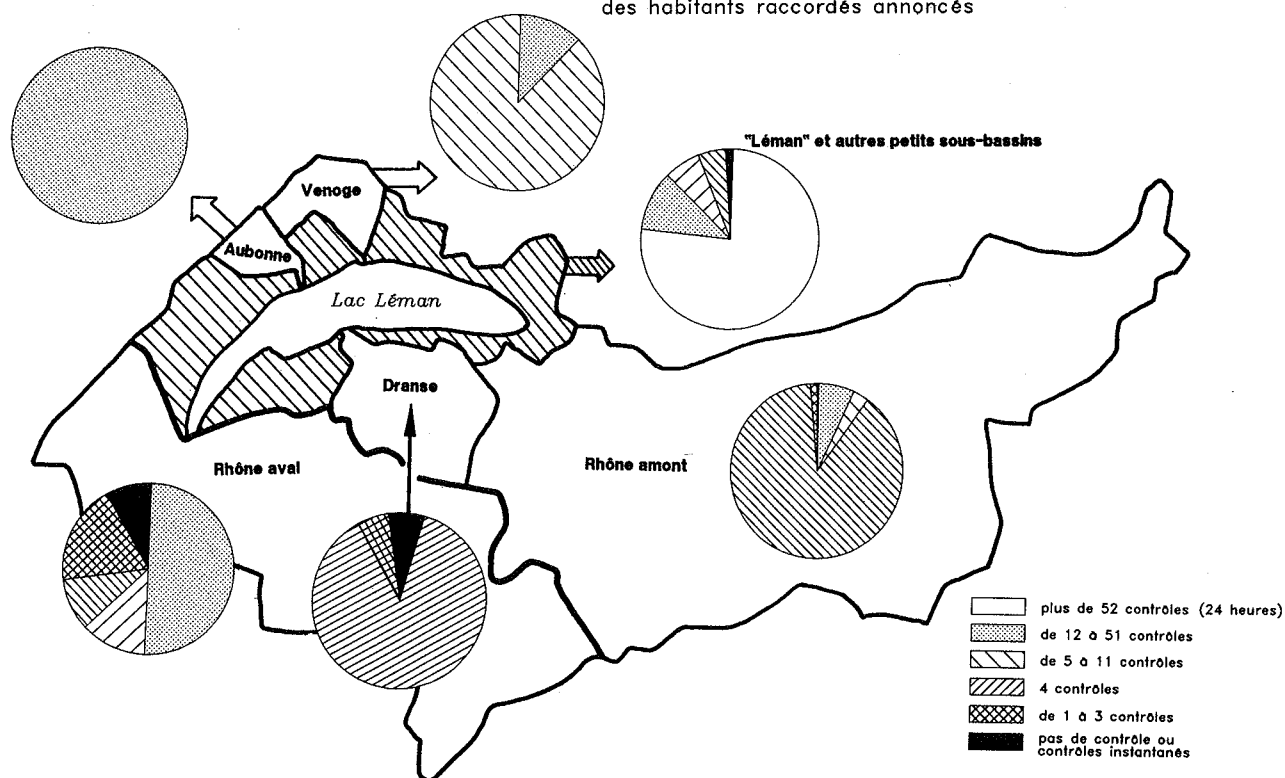 des habitants raccordés annoncés
"Léman" et autres petits sous-bassins
Venoge
Aubonne
Lac Léman
Dranse
Rhône aval
Rhône amont
plus de 52 contrôles (24 heures)
de 12 à 51 contrôles
de 5 à 11 contrôles
4 contrôles
de 1 à 3 contrôles
pas de contrôle ou
contrôles instantanés